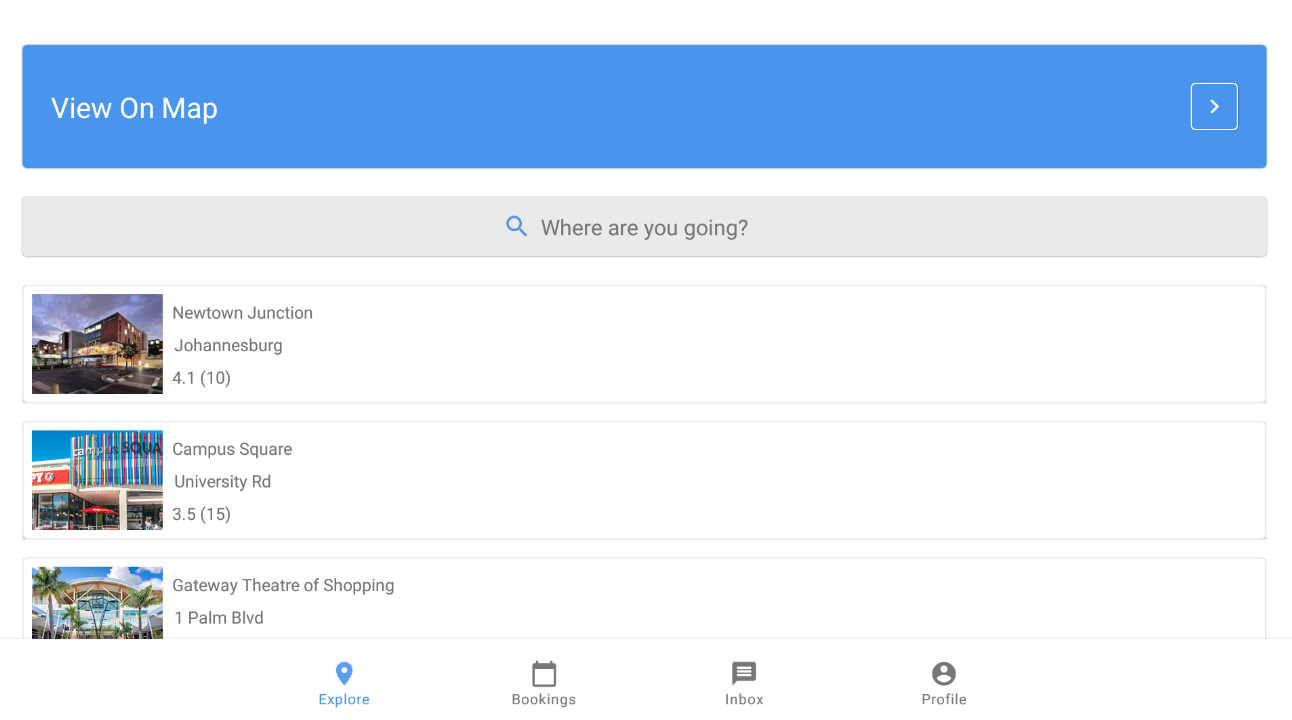 View On Map
Where are you going?
Newtown Junction
Johannesburg
4.1 (10)
campus SQUA
PY
Campus Square
University Rd
3.5 (15)
Gateway Theatre of Shopping
1 Palm Blvd
Explore
Bookings
Inbox
Profile